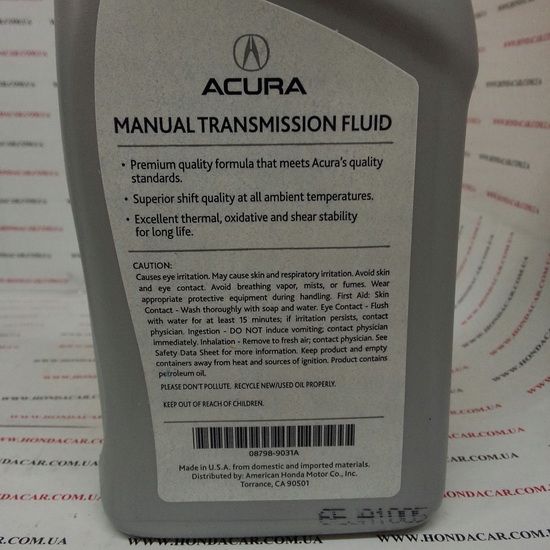 ACURA
MANUAL TRANSMISSION FLUID
• Premium quality formula that meets Acura's quality
standards.
• Superior shift quality at all ambient temperatures.
• Excellent thermal, oxidative and shear stability
for long life.
CAUTION:
Causes eye irritation. May cause skin and respiratory irritation. Avoid skin
and eye contact. Avoid breathing vapor, mists, or fumes. Wear
appropriate protective equipment during handling. First Aid: Skin
Contact - Wash thoroughly with soap and water. Eye Contact - Flush
with water for at least 15 minutes; if irritation persists, contact
physician. Ingestion - DO NOT induce vomiting; contact physician
immediately. Inhalation - Remove to fresh air; contact physician. See
Safety Data Sheet for more information. Keep product and empty
containers away from heat and sources of ignition. Product contains
petroleum oil.
PLEASE DON'T POLLUTE. RECYCLE NEW/USED OIL PROPERLY.
KEEP OUT OF REACH OF CHILDREN.
08798-9031A
Made in U.S.A. from domestic and imported materials.
Distributed by: American Honda Motor Co., Inc.
Torrance, CA 90501
WWW.HONDACAR.COM.UA